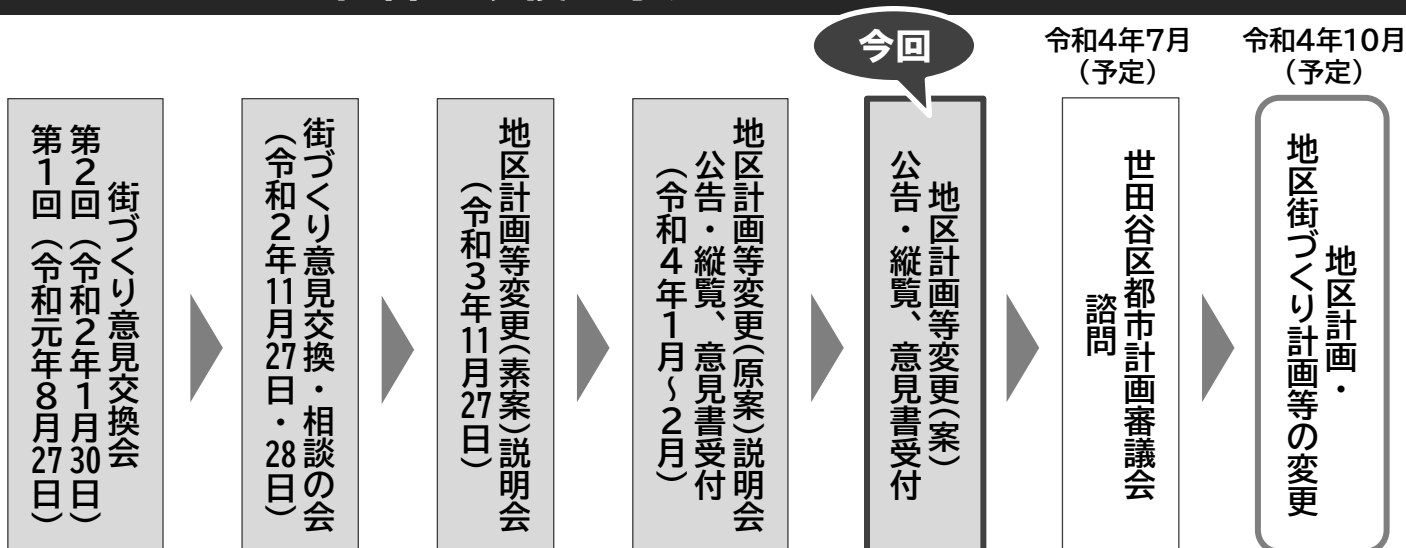 街づくり意見交換会
第2回（令和2年1月30日）
第1回（令和元年8月27日）
街づくり意見交換・相談の会
（令和2年11月27日・28日）
地区計画等変更（素案）説明会
（令和3年11月27日）
地区計画等変更（原案）説明会
公告・縦覧、意見書受付
（令和4年1月～2月）
今回
地区計画等変更（案）
公告・縦覧、意見書受付
令和4年7月
（予定）
世田谷区都市計画審議会
諮問
令和4年10月
（予定）
地区計画・
地区街づくり計画等の変更